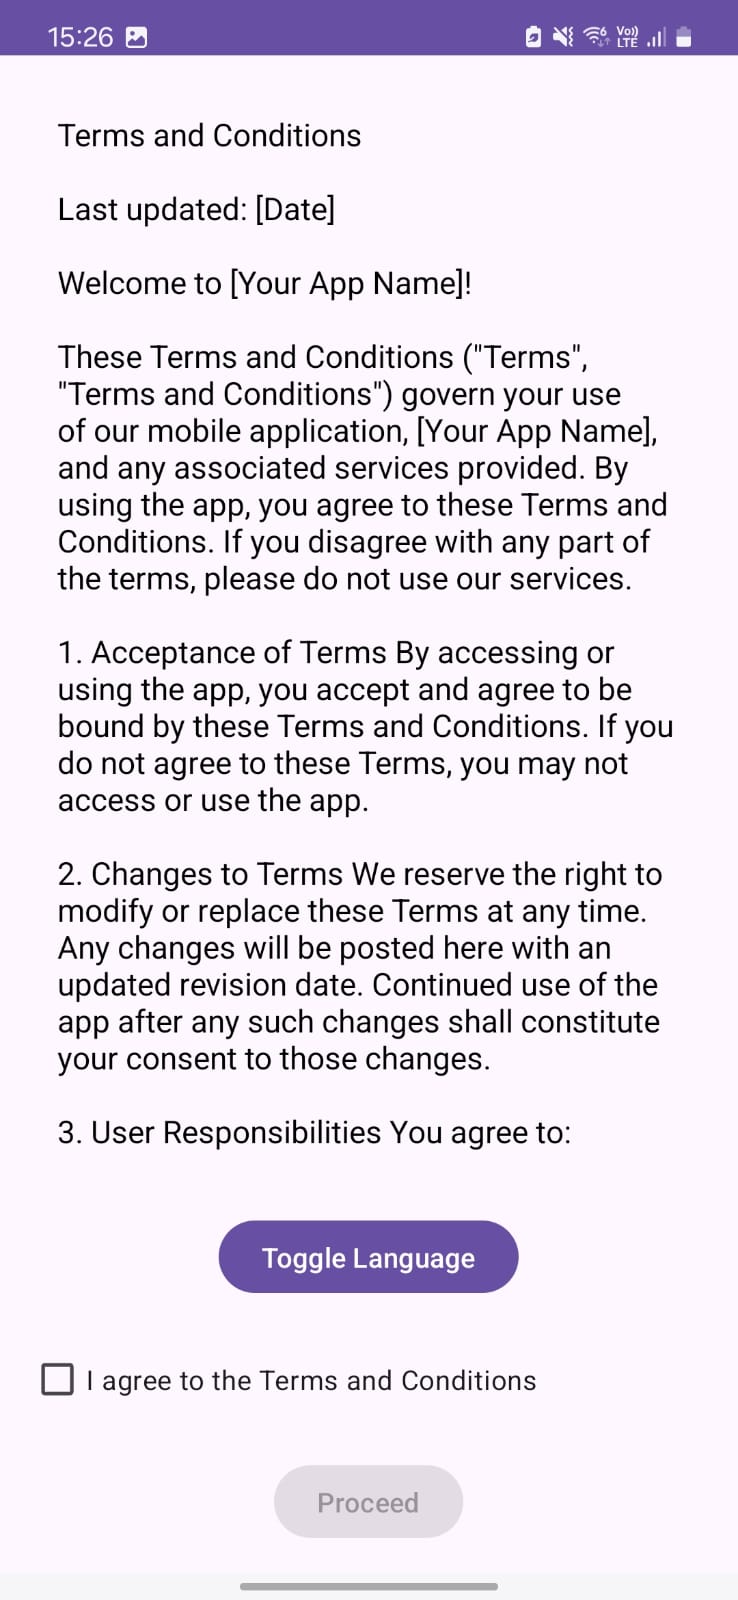 15:26
Vo))
LTE
Terms and Conditions
Last updated: [Date]
Welcome to [Your App Name]!
These Terms and Conditions ("Terms",
"Terms and Conditions") govern your use
of our mobile application, [Your App Name],
and any associated services provided. By
using the app, you agree to these Terms and
Conditions. If you disagree with any part of
the terms, please do not use our services.
1. Acceptance of Terms By accessing or
using the app, you accept and agree to be
bound by these Terms and Conditions. If you
do not agree to these Terms, you may not
access or use the app.
2. Changes to Terms We reserve the right to
modify or replace these Terms at any time.
Any changes will be posted here with an
updated revision date. Continued use of the
app after any such changes shall constitute
your consent to those changes.
3. User Responsibilities You agree to:
Toggle Language
I agree to the Terms and Conditions
Proceed